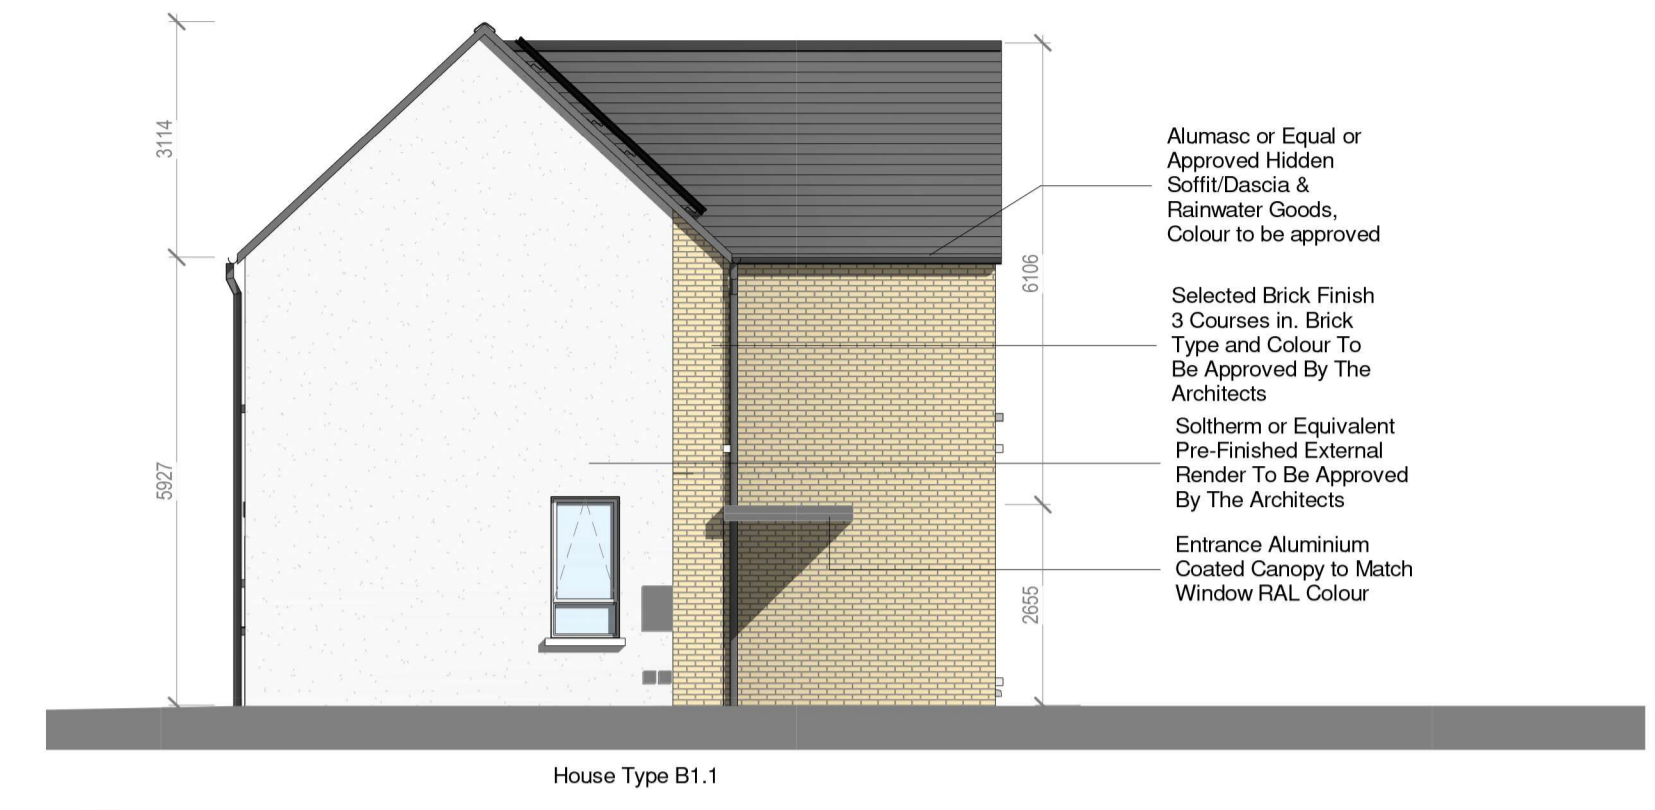 3114
5927
6106
2655
Alumasc or Equal or
Approved Hidden
Soffit/Dascia &
Rainwater Goods,
Colour to be approved
Selected Brick Finish
3 Courses in. Brick
Type and Colour To
Be Approved By The
Architects
Soltherm or Equivalent
Pre-Finished External
Render To Be Approved
By The Architects
Entrance Aluminium
Coated Canopy to Match
Window RAL Colour
House Type B1.1